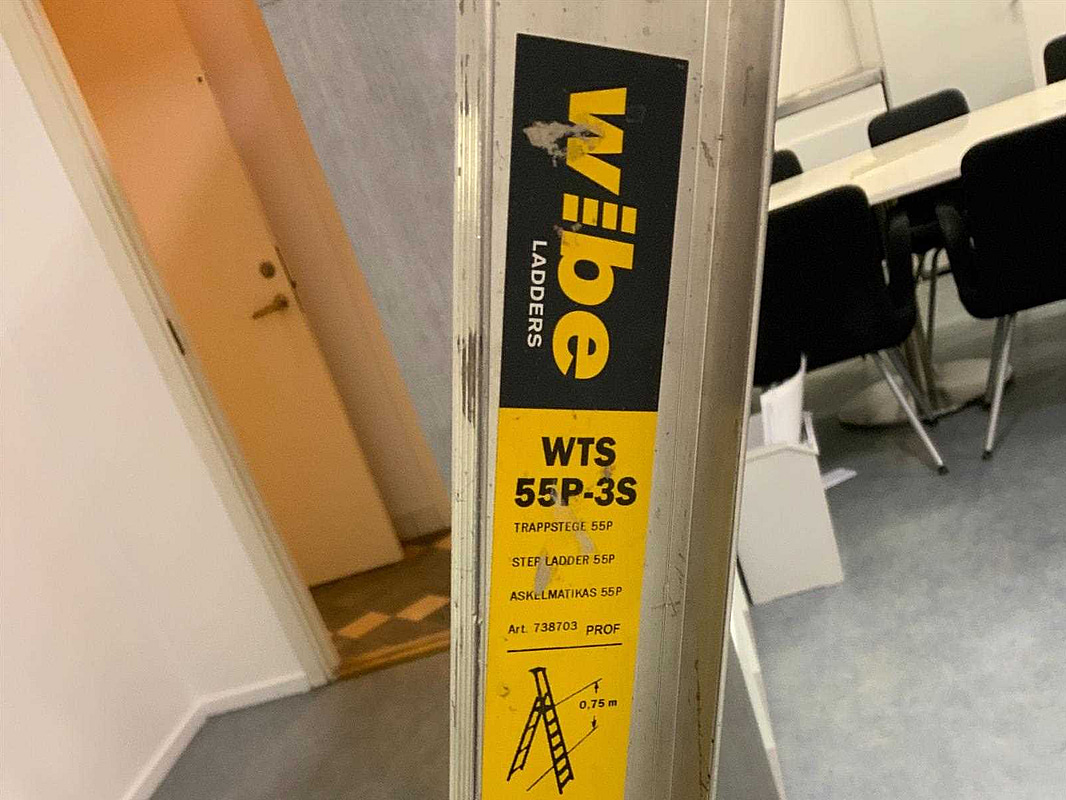 wibe
LADDERS
WTS
55P-3S
TRAPPSTEGE 55P
STEP LADDER 55P
ASKELMATIKAS 55P
Art. 738703 PROF
0,75 m